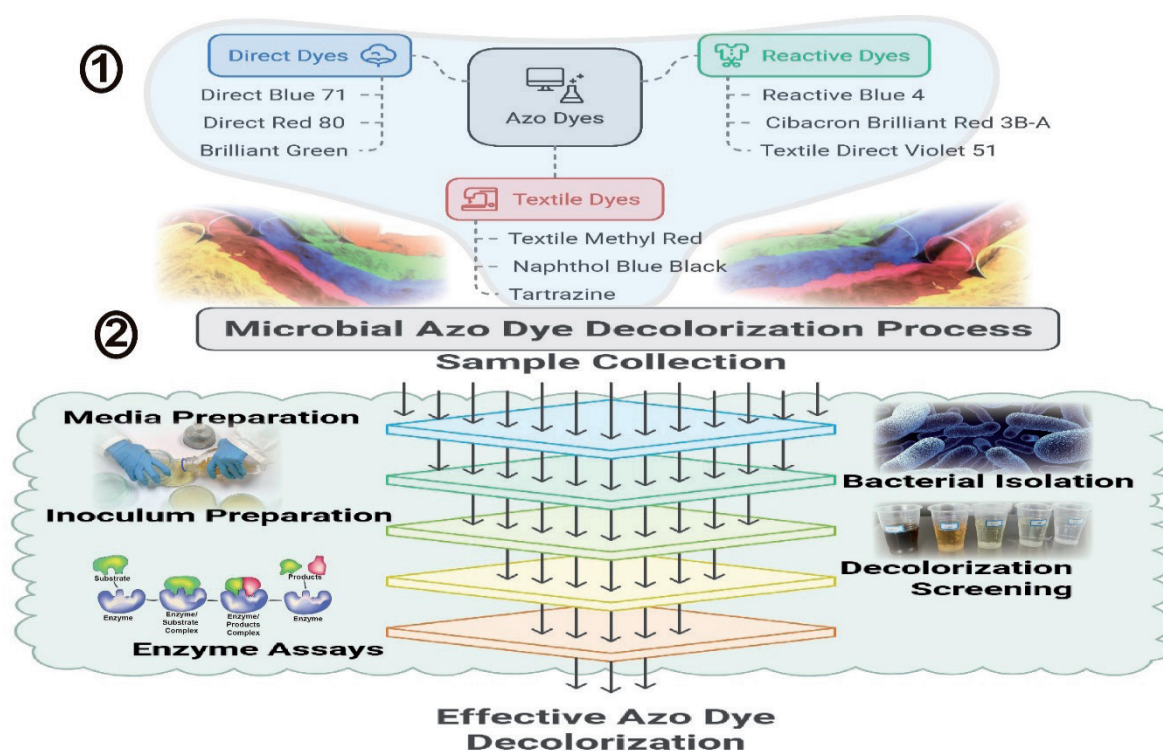 ①
Direct Dyes
Direct Blue 71
Direct Red 80
Brilliant Green
Azo Dyes
Reactive Dyes
Reactive Blue 4
Cibacron Brilliant Red 3B-A
Textile Direct Violet 51
Textile Dyes
Textile Methyl Red
Naphthol Blue Black
Tartrazine
②
Microbial Azo Dye Decolorization Process
Sample Collection
Media Preparation
Bacterial Isolation
Inoculum Preparation
Decolorization
Screening
Substrate
Enzyme
Enzyme/
Substrate
Complex
Enzyme/
Products
Complex
Products
Enzyme
Enzyme Assays
Effective Azo Dye
Decolorization